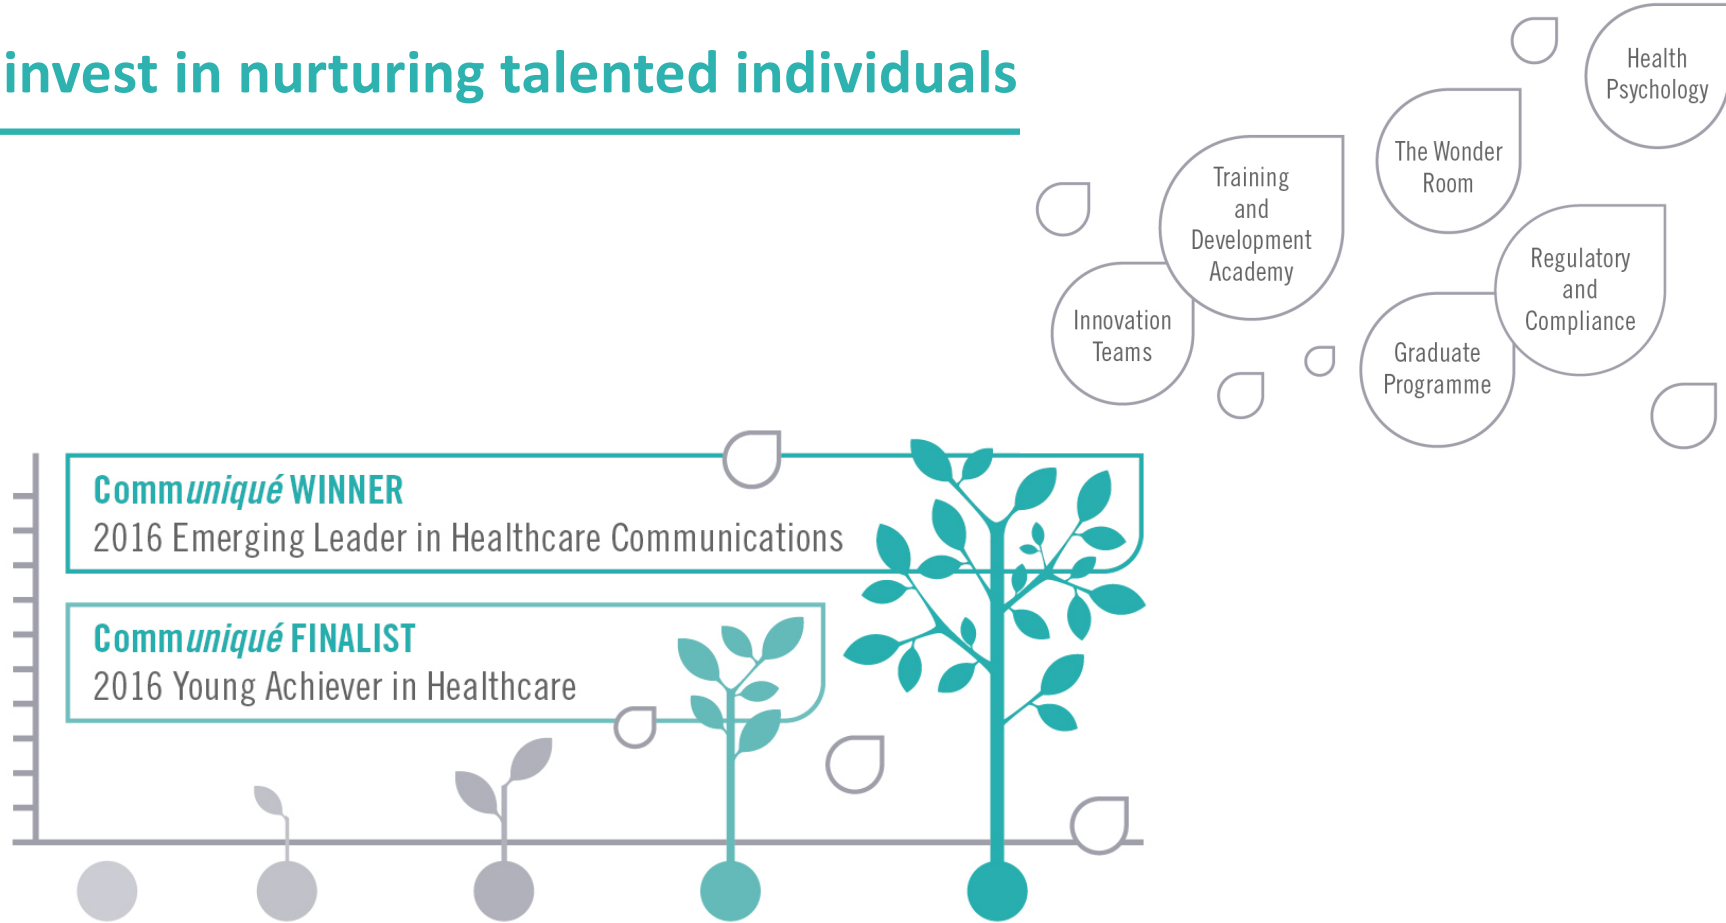 invest in nurturing talented individuals
Health
Psychology
The Wonder
Room
Training
and
Development
Academy
Regulatory
and
Compliance
Innovation
Teams
Graduate
Programme
Communiqué WINNER
2016 Emerging Leader in Healthcare Communications
Communiqué FINALIST
2016 Young Achiever in Healthcare